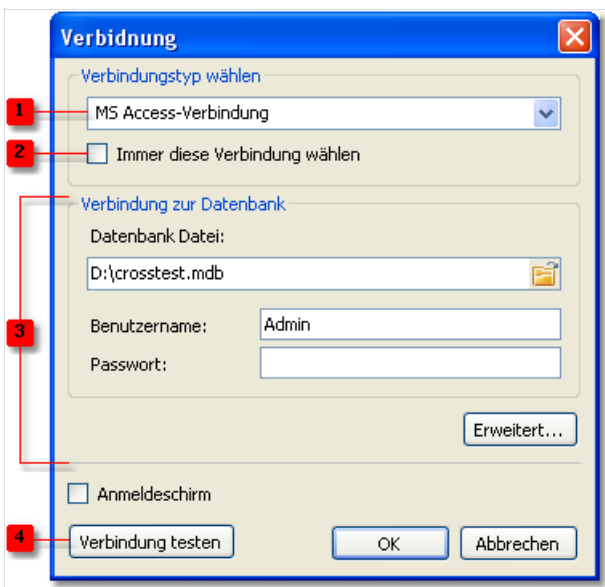 Verbidnung
Verbindungstyp wählen
1
MS Access-Verbindung
2
Immer diese Verbindung wählen
Verbindung zur Datenbank
Datenbank Datei:
D:\crosstest.mdb
3
Benutzername: Admin
Passwort:
Erweitert...
Anmeldeschirm
4
Verbindung testen OK Abbrechen